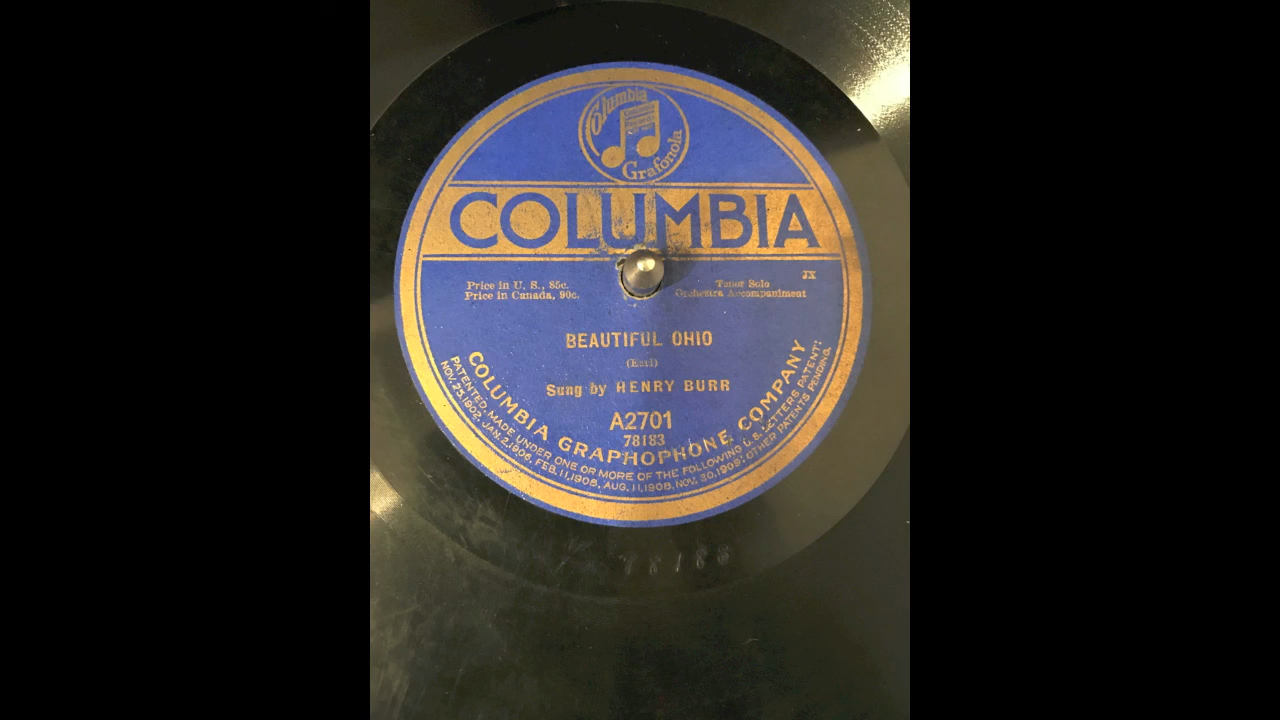 Columbia
Grafonola
COLUMBIA
Price in U. S., 85c.
Price in Canada, 90c.
JX
Tenor Solo
Orchestra Accompaniment
BEAUTIFUL OHIO
(Earl)
Sung by HENRY BURR
A2701
78183
COLUMBIA GRAPHOPHONE COMPANY
PATENTED, MADE UNDER ONE OR MORE OF THE FOLLOWING U.S. LETTERS PATENT:
NOV. 25, 1902, JAN. 2, 1906, FEB. 11, 1908, AUG. 11, 1908, NOV. 30, 1909; OTHER PATENTS PENDING.